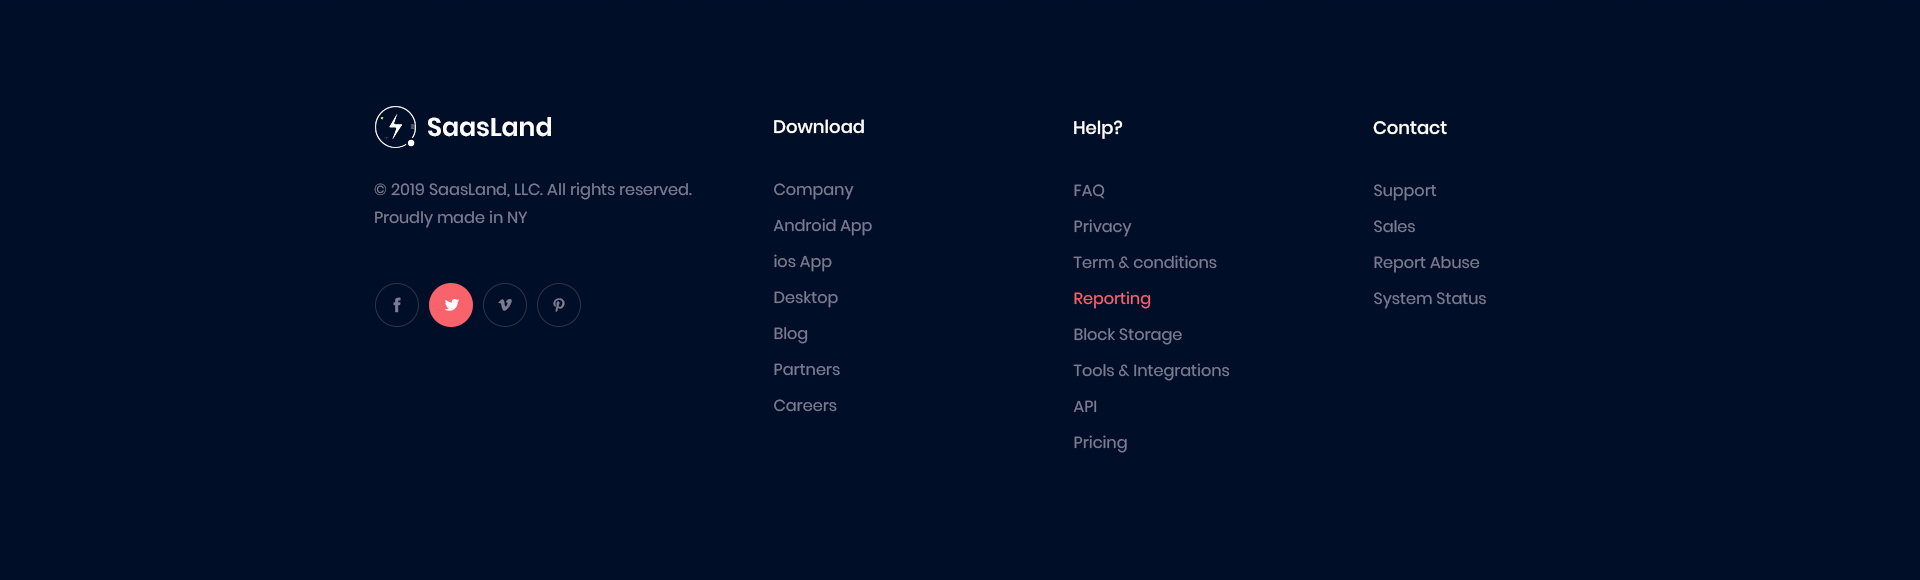 SaasLand
© 2019 SaasLand, LLC. All rights reserved.
Proudly made in NY
Download
Company
Android App
ios App
Desktop
Blog
Partners
Careers
Help?
FAQ
Privacy
Term & conditions
Reporting
Block Storage
Tools & Integrations
API
Pricing
Contact
Support
Sales
Report Abuse
System Status